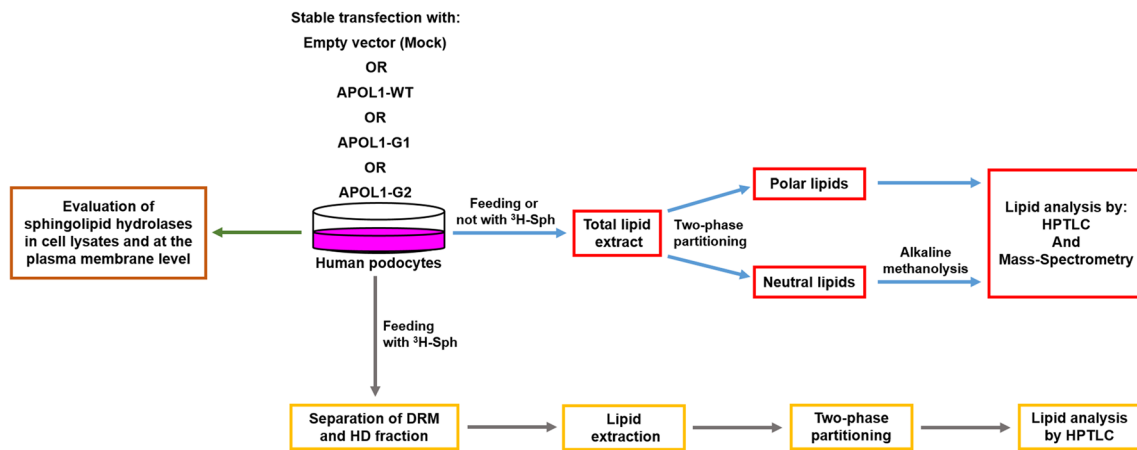 Stable transfection with:
Empty vector (Mock)
OR
APOL1-WT
OR
APOL1-G1
OR
APOL1-G2
Human podocytes
Evaluation of
sphingolipid hydrolases
in cell lysates and at the
plasma membrane level
Feeding or
not with ³H-Sph
Total lipid
extract
Two-phase
partitioning
Polar lipids
Neutral lipids
Alkaline
methanolysis
Lipid analysis by:
HPTLC
And
Mass-Spectrometry
Feeding
with ³H-Sph
Separation of DRM
and HD fraction
Lipid
extraction
Two-phase
partitioning
Lipid analysis
by HPTLC